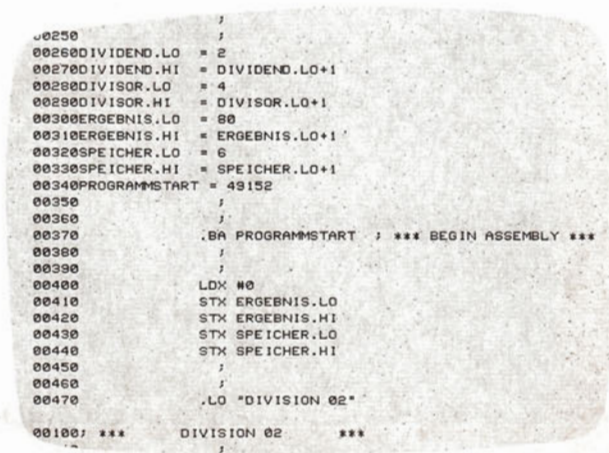 ;
00250 ;
00260DIVIDEND.LO = 2
00270DIVIDEND.HI = DIVIDEND.LO+1
00280DIVISOR.LO = 4
00290DIVISOR.HI = DIVISOR.LO+1
00300ERGEBNIS.LO = 80
00310ERGEBNIS.HI = ERGEBNIS.LO+1
00320SPEICHER.LO = 6
00330SPEICHER.HI = SPEICHER.LO+1
00340PROGRAMMSTART = 49152
00350 ;
00360 ;
00370 .BA PROGRAMMSTART ; *** BEGIN ASSEMBLY ***
00380 ;
00390 ;
00400 LDX #0
00410 STX ERGEBNIS.LO
00420 STX ERGEBNIS.HI
00430 STX SPEICHER.LO
00440 STX SPEICHER.HI
00450 ;
00460 ;
00470 .LO "DIVISION 02"
00100; *** DIVISION 02 ***
;